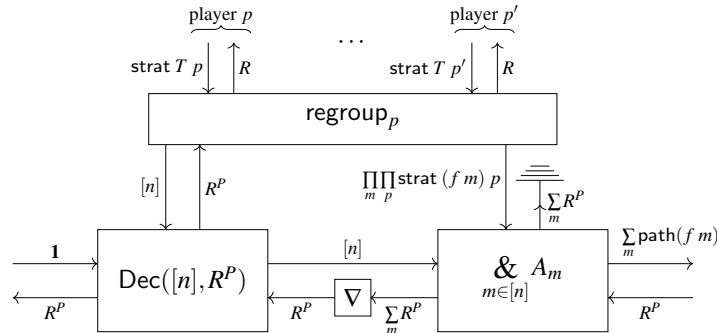 player p … player p′
strat T p R strat T p′ R
regroup_p
[n] R^P ∏_m ∏_p strat (f m) p ∑_m R^P
1 Dec([n], R^P) [n] &_{m∈[n]} A_m ∑_m path(f m)
R^P R^P ∇ ∑_m R^P R^P